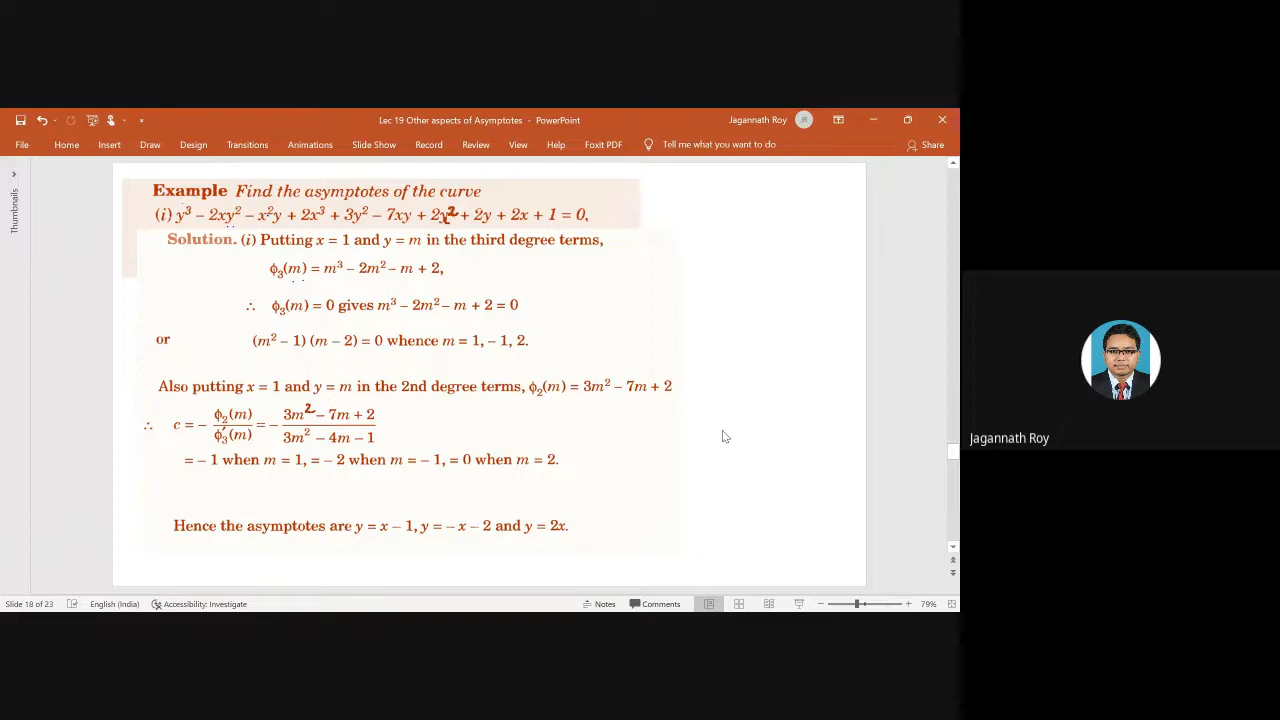 Lec 19 Other aspects of Asymptotes - PowerPoint
Jagannath Roy
JR
File Home Insert Draw Design Transitions Animations Slide Show Record Review View Help Foxit PDF Tell me what you want to do Share
Thumbnails
Example Find the asymptotes of the curve
(i) y³ – 2xy² – x²y + 2x³ + 3y² – 7xy + 2x² + 2y + 2x + 1 = 0,
Solution. (i) Putting x = 1 and y = m in the third degree terms,
ϕ₃(m) = m³ – 2m² – m + 2,
∴ ϕ₃(m) = 0 gives m³ – 2m² – m + 2 = 0
or (m² – 1) (m – 2) = 0 whence m = 1, – 1, 2.
Also putting x = 1 and y = m in the 2nd degree terms, ϕ₂(m) = 3m² – 7m + 2
∴ c = – ϕ₂(m)/ϕ₃′(m) = – (3m² – 7m + 2)/(3m² – 4m – 1)
= – 1 when m = 1, = – 2 when m = – 1, = 0 when m = 2.
Hence the asymptotes are y = x – 1, y = – x – 2 and y = 2x.
Jagannath Roy
Slide 18 of 23 English (India) Accessibility: Investigate Notes Comments 79%